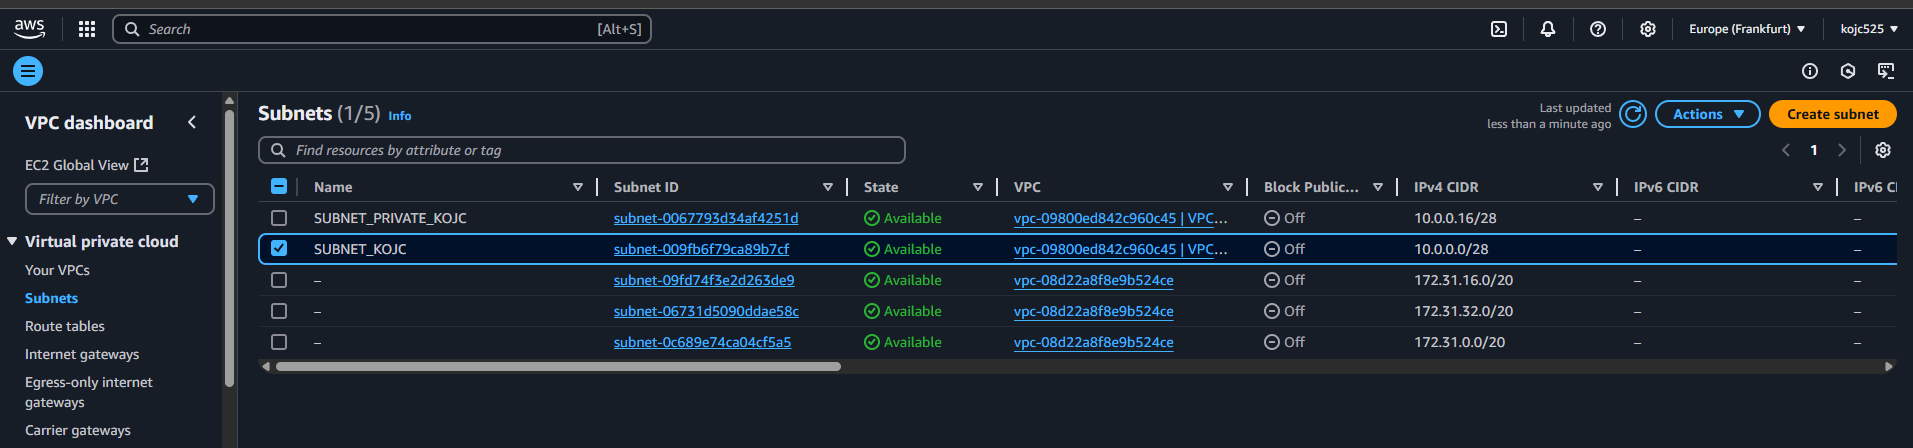 aws Search [Alt+S] Europe (Frankfurt) kojc525
VPC dashboard
EC2 Global View
Filter by VPC
Virtual private cloud
Your VPCs
Subnets
Route tables
Internet gateways
Egress-only internet
gateways
Carrier gateways
Subnets (1/5) Info
Last updated
less than a minute ago
Actions
Create subnet
Find resources by attribute or tag
1
Name Subnet ID State VPC Block Public... IPv4 CIDR IPv6 CIDR IPv6 CI
SUBNET_PRIVATE_KOJC subnet-0067793d34af4251d Available vpc-09800ed842c960c45 | VPC... Off 10.0.0.16/28 – –
SUBNET_KOJC subnet-009fb6f79ca89b7cf Available vpc-09800ed842c960c45 | VPC... Off 10.0.0.0/28 – –
– subnet-09fd74f3e2d263de9 Available vpc-08d22a8f8e9b524ce Off 172.31.16.0/20 – –
– subnet-06731d5090ddae58c Available vpc-08d22a8f8e9b524ce Off 172.31.32.0/20 – –
– subnet-0c689e74ca04cf5a5 Available vpc-08d22a8f8e9b524ce Off 172.31.0.0/20 – –